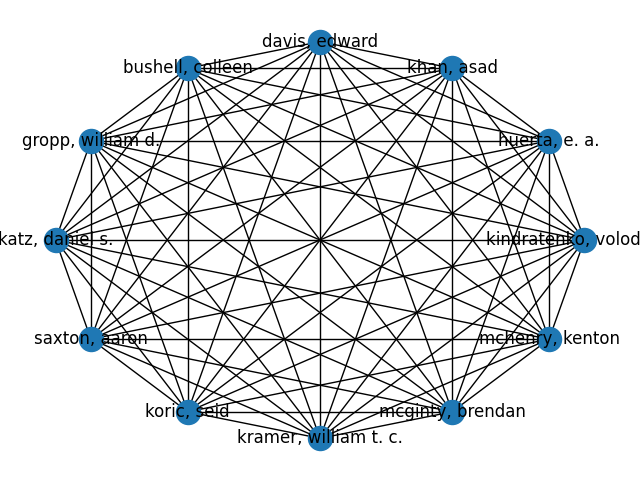 davis, edward
bushell, colleen
khan, asad
gropp, william d.
huerta, e. a.
katz, daniel s.
kindratenko, volod
saxton, aaron
mchenry, kenton
koric, seid
mcginty, brendan
kramer, william t. c.